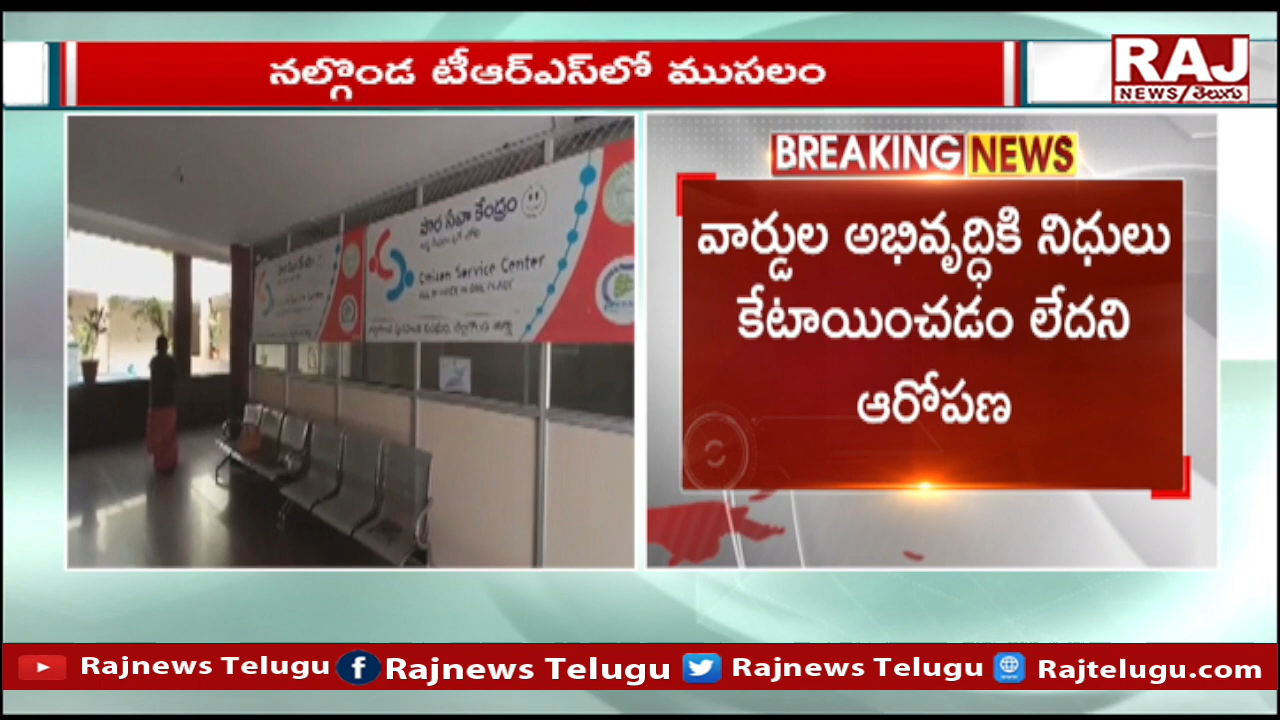 నల్గొండ టీఆర్ఎస్‌లో ముసలం
RAJ
NEWS తెలుగు
పౌర సేవా కేంద్రం
Citizen Service Center
BREAKING NEWS
వార్డుల అభివృద్ధికి నిధులు
కేటాయించడం లేదని
ఆరోపణ
Rajnews Telugu
Rajnews Telugu
Rajnews Telugu
Rajtelugu.com